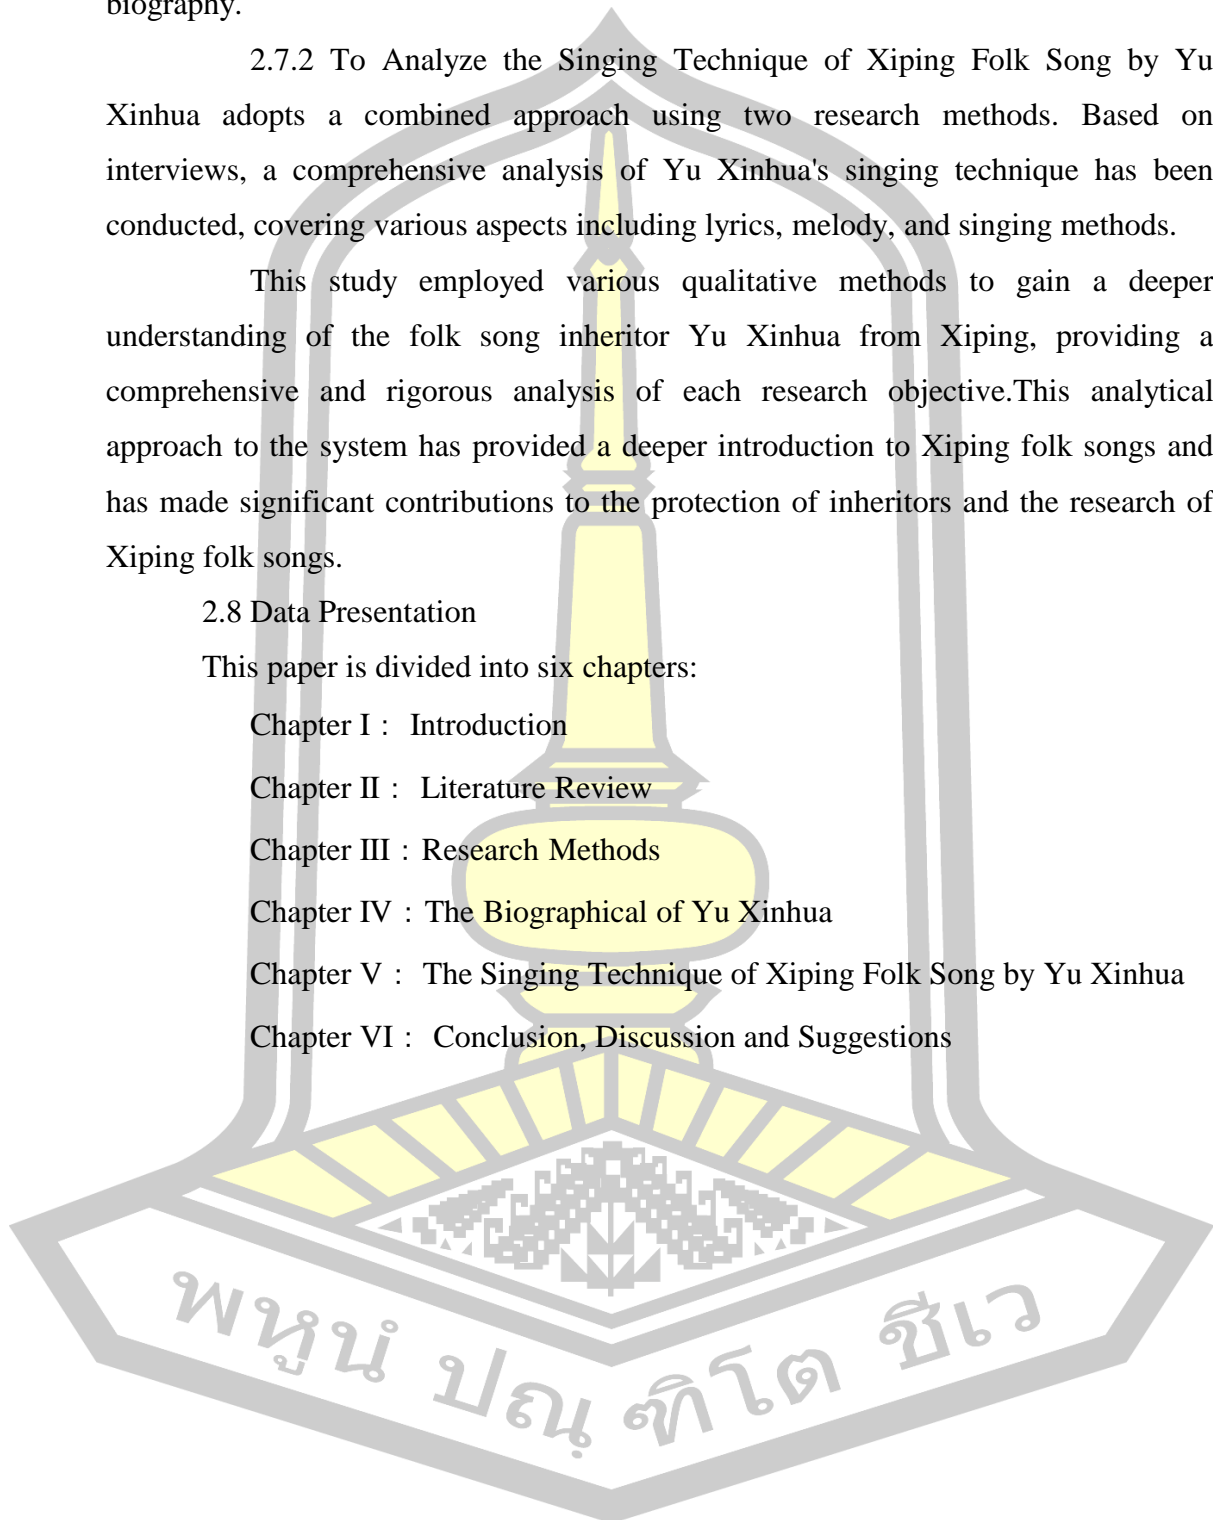 biography.
2.7.2 To Analyze the Singing Technique of Xiping Folk Song by Yu
Xinhua adopts a combined approach using two research methods. Based on
interviews, a comprehensive analysis of Yu Xinhua's singing technique has been
conducted, covering various aspects including lyrics, melody, and singing methods.
This study employed various qualitative methods to gain a deeper
understanding of the folk song inheritor Yu Xinhua from Xiping, providing a
comprehensive and rigorous analysis of each research objective.This analytical
approach to the system has provided a deeper introduction to Xiping folk songs and
has made significant contributions to the protection of inheritors and the research of
Xiping folk songs.
2.8 Data Presentation
This paper is divided into six chapters:
Chapter I： Introduction
Chapter II： Literature Review
Chapter III：Research Methods
Chapter IV：The Biographical of Yu Xinhua
Chapter V： The Singing Technique of Xiping Folk Song by Yu Xinhua
Chapter VI： Conclusion, Discussion and Suggestions
พหูนํ ปณฺฑิโต ชีเว